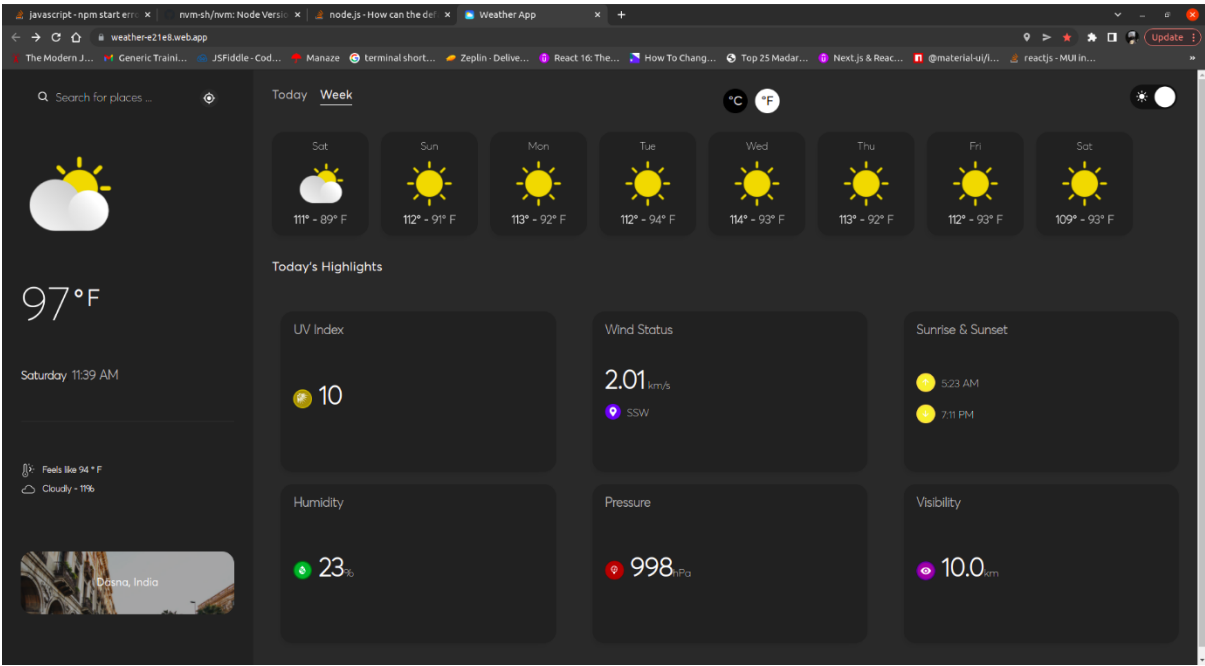 javascript - npm start erro
nvm-sh/nvm: Node Versio
node.js - How can the def
Weather App
weather-e21e8.web.app
Update
The Modern J...
Generic Traini...
JSFiddle - Cod...
Manaze
terminal short...
Zeplin - Delive...
React 16: The...
How To Chang...
Top 25 Madar...
Next.js & Reac...
@material-ui/i...
reactjs - MUI in...
»
Search for places ...
Today Week
°C °F
Sat
111° - 89° F
Sun
112° - 91° F
Mon
113° - 92° F
Tue
112° - 94° F
Wed
114° - 93° F
Thu
113° - 92° F
Fri
112° - 93° F
Sat
109° - 93° F
97°F
Saturday 11:39 AM
Feels like 94 ° F
Cloudly - 11%
Dasna, India
Today's Highlights
UV Index
10
Wind Status
2.01 km/s
SSW
Sunrise & Sunset
5:23 AM
7:11 PM
Humidity
23%
Pressure
998hPa
Visibility
10.0km